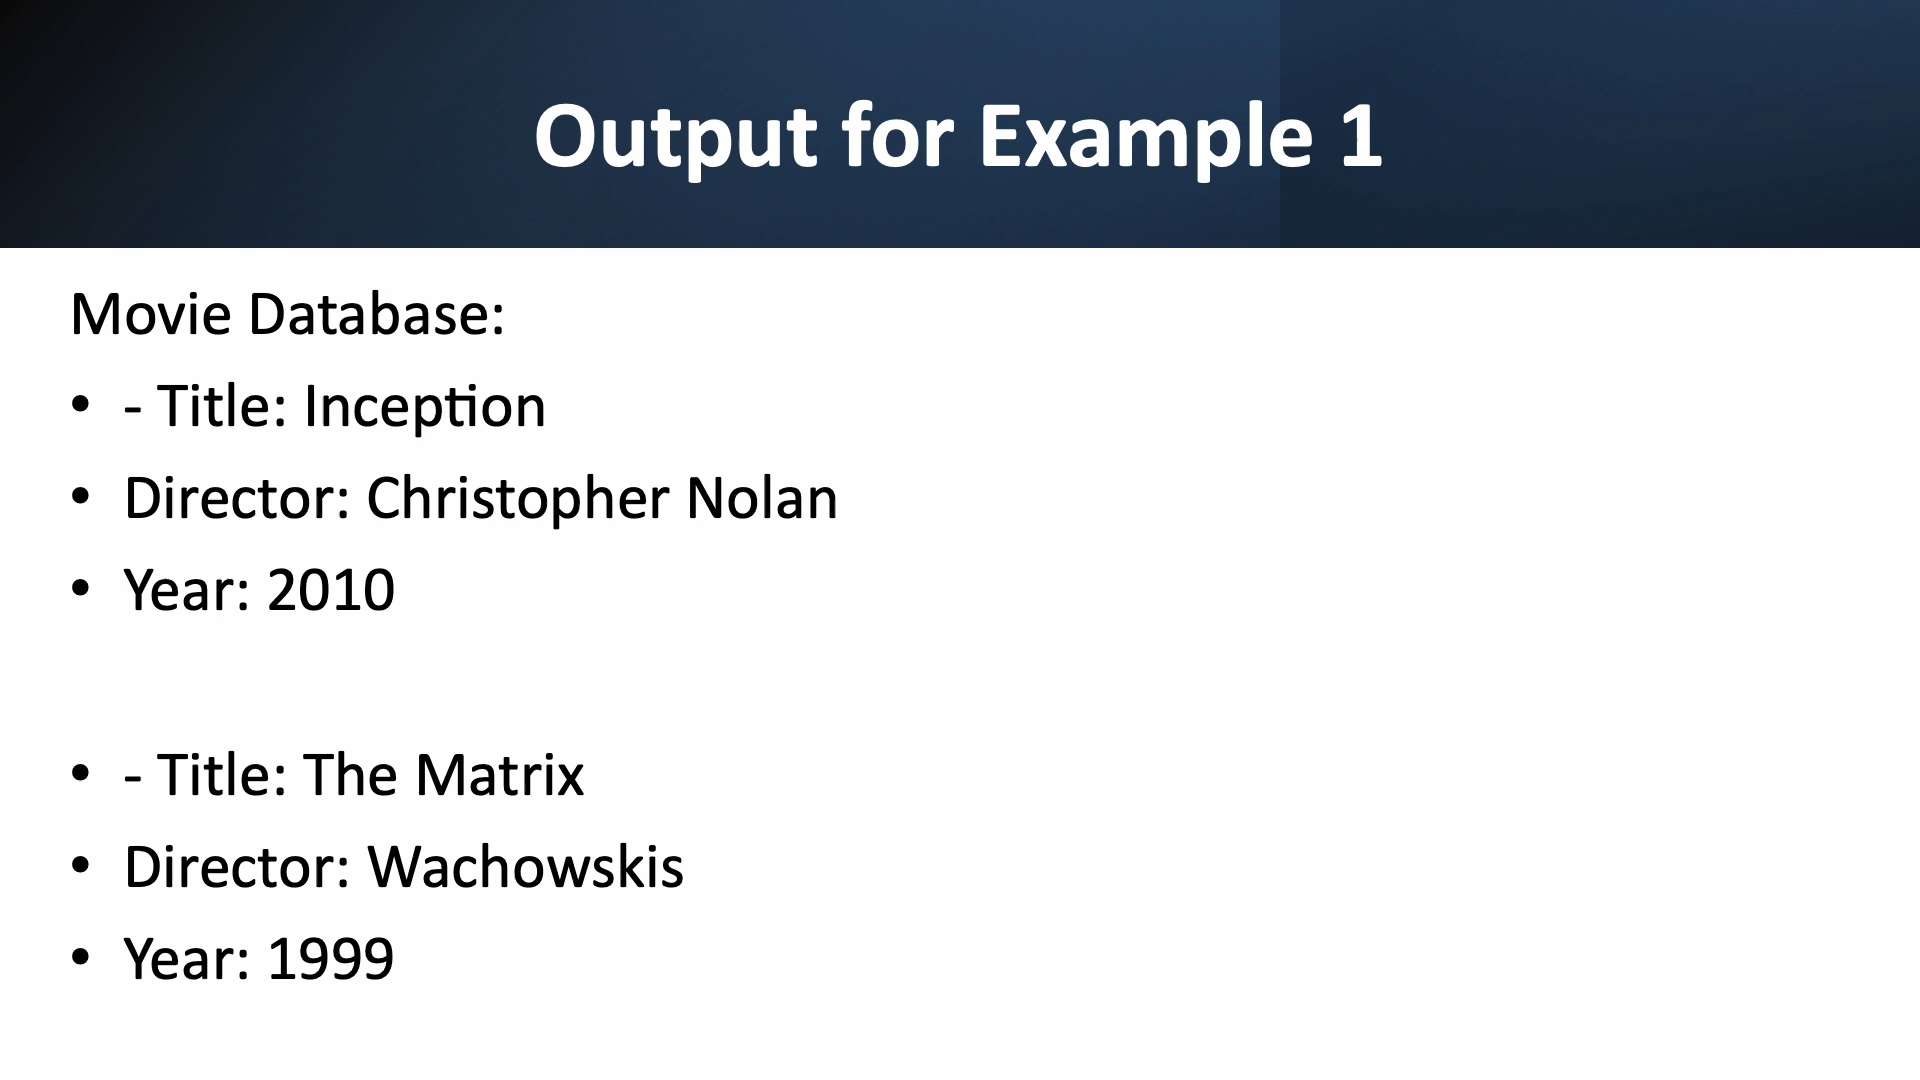 Output for Example 1
Movie Database:
• - Title: Inception
• Director: Christopher Nolan
• Year: 2010
• - Title: The Matrix
• Director: Wachowskis
• Year: 1999